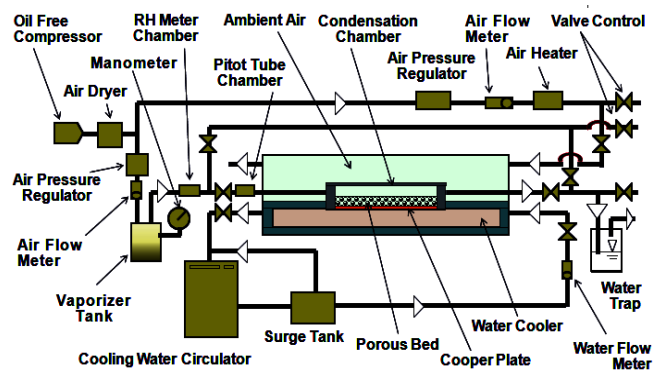 Oil Free
Compressor
RH Meter
Chamber
Ambient Air
Condensation
Chamber
Air Flow
Meter
Valve Control
Manometer
Pitot Tube
Chamber
Air Pressure
Regulator
Air Heater
Air Dryer
Air Pressure
Regulator
Air Flow
Meter
Vaporizer
Tank
Water
Trap
Surge Tank
Water Cooler
Porous Bed
Cooper Plate
Water Flow
Meter
Cooling Water Circulator